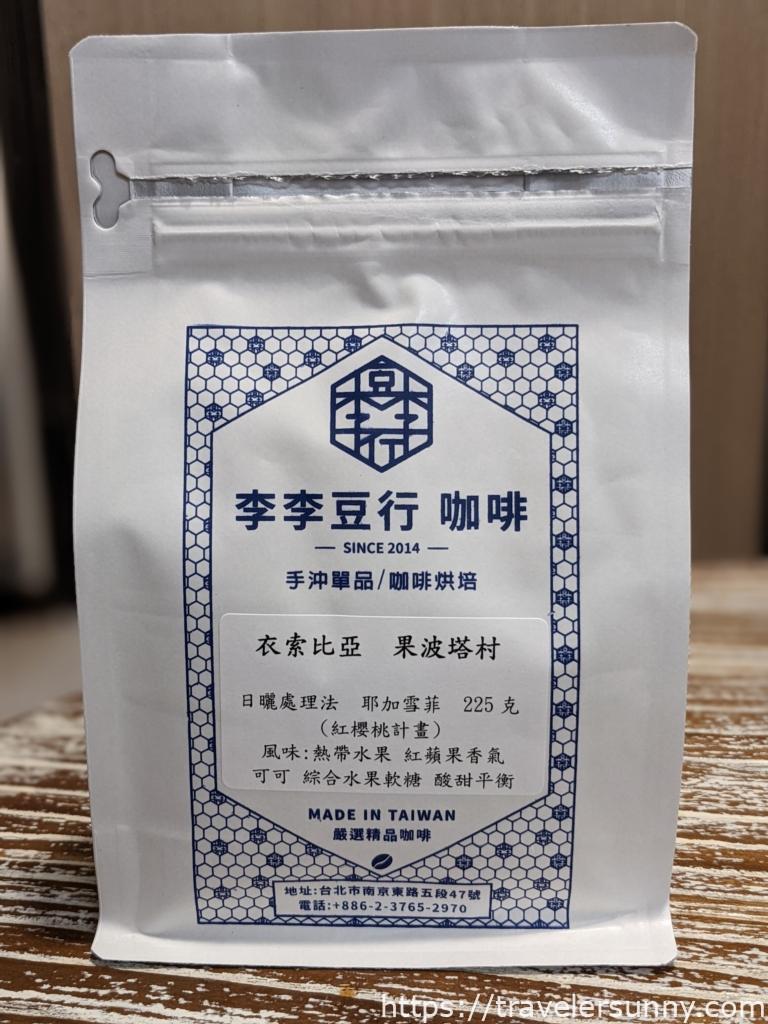 豆
行
李李豆行 咖啡
SINCE 2014
手沖單品/咖啡烘培
衣索比亞 果波塔村
日曬處理法 耶加雪菲 225 克
(紅櫻桃計畫)
風味:熱帶水果 紅蘋果香氣
可可 綜合水果軟糖 酸甜平衡
MADE IN TAIWAN
嚴選精品咖啡
地址:台北市南京東路五段47號
電話:+886-2-3765-2970
https://travelersunny.com